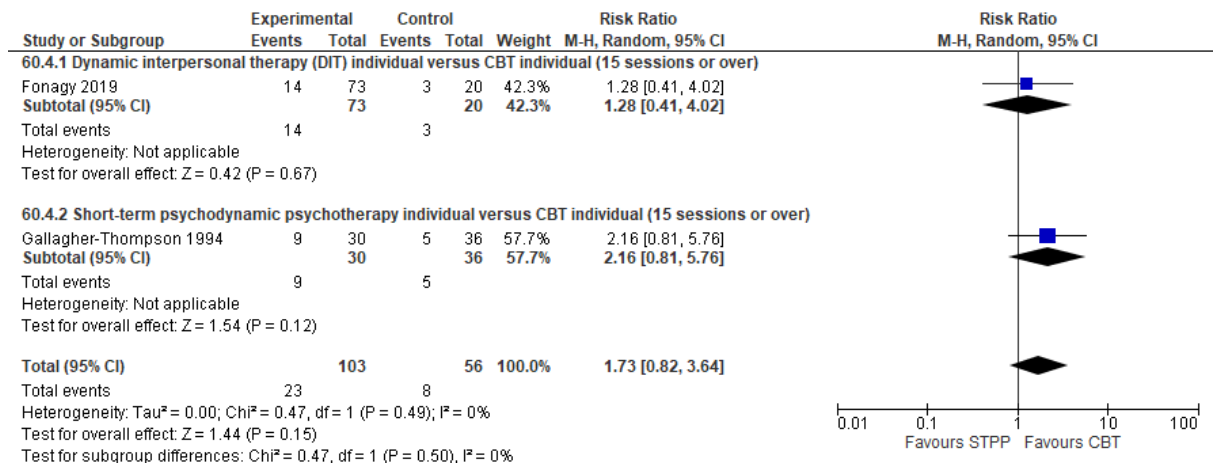 Experimental Control Risk Ratio Risk Ratio
Study or Subgroup Events Total Events Total Weight M-H, Random, 95% CI M-H, Random, 95% CI
60.4.1 Dynamic interpersonal therapy (DIT) individual versus CBT individual (15 sessions or over)
Fonagy 2019 14 73 3 20 42.3% 1.28 [0.41, 4.02]
Subtotal (95% CI) 73 20 42.3% 1.28 [0.41, 4.02]
Total events 14 3
Heterogeneity: Not applicable
Test for overall effect: Z = 0.42 (P = 0.67)
60.4.2 Short-term psychodynamic psychotherapy individual versus CBT individual (15 sessions or over)
Gallagher-Thompson 1994 9 30 5 36 57.7% 2.16 [0.81, 5.76]
Subtotal (95% CI) 30 36 57.7% 2.16 [0.81, 5.76]
Total events 9 5
Heterogeneity: Not applicable
Test for overall effect: Z = 1.54 (P = 0.12)
Total (95% CI) 103 56 100.0% 1.73 [0.82, 3.64]
Total events 23 8
Heterogeneity: Tau² = 0.00; Chi² = 0.47, df = 1 (P = 0.49); I² = 0%
Test for overall effect: Z = 1.44 (P = 0.15)
Test for subgroup differences: Chi² = 0.47, df = 1 (P = 0.50), I² = 0%
0.01 0.1 1 10 100
Favours STPP Favours CBT